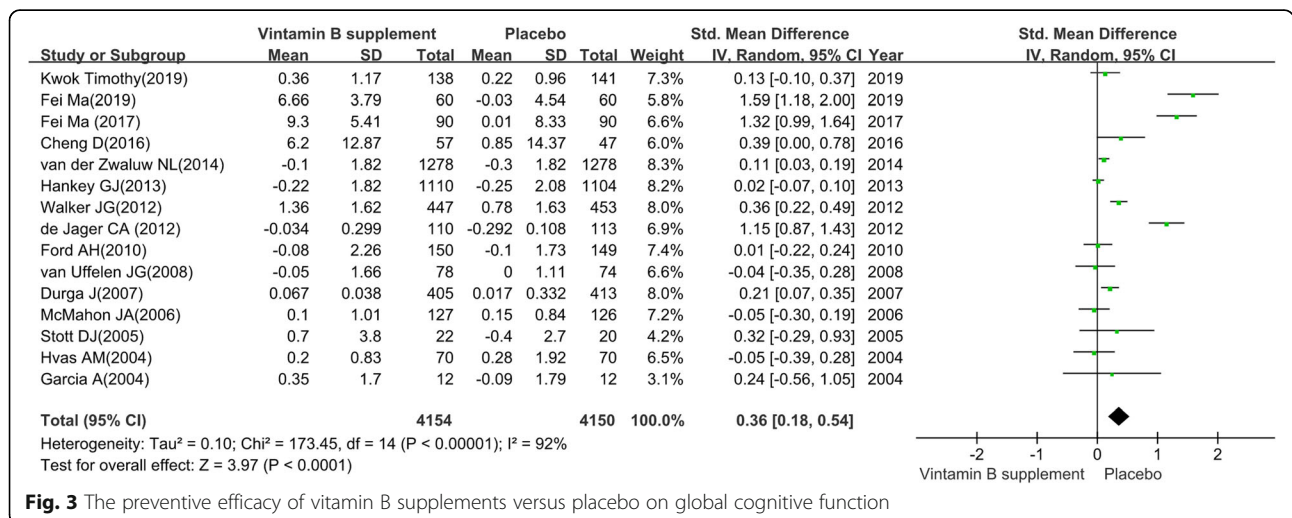 Vintamin B supplement Placebo Std. Mean Difference Std. Mean Difference
Study or Subgroup Mean SD Total Mean SD Total Weight IV, Random, 95% CI Year IV, Random, 95% CI
Kwok Timothy(2019) 0.36 1.17 138 0.22 0.96 141 7.3% 0.13 [-0.10, 0.37] 2019
Fei Ma(2019) 6.66 3.79 60 -0.03 4.54 60 5.8% 1.59 [1.18, 2.00] 2019
Fei Ma (2017) 9.3 5.41 90 0.01 8.33 90 6.6% 1.32 [0.99, 1.64] 2017
Cheng D(2016) 6.2 12.87 57 0.85 14.37 47 6.0% 0.39 [0.00, 0.78] 2016
van der Zwaluw NL(2014) -0.1 1.82 1278 -0.3 1.82 1278 8.3% 0.11 [0.03, 0.19] 2014
Hankey GJ(2013) -0.22 1.82 1110 -0.25 2.08 1104 8.2% 0.02 [-0.07, 0.10] 2013
Walker JG(2012) 1.36 1.62 447 0.78 1.63 453 8.0% 0.36 [0.22, 0.49] 2012
de Jager CA (2012) -0.034 0.299 110 -0.292 0.108 113 6.9% 1.15 [0.87, 1.43] 2012
Ford AH(2010) -0.08 2.26 150 -0.1 1.73 149 7.4% 0.01 [-0.22, 0.24] 2010
van Uffelen JG(2008) -0.05 1.66 78 0 1.11 74 6.6% -0.04 [-0.35, 0.28] 2008
Durga J(2007) 0.067 0.038 405 0.017 0.332 413 8.0% 0.21 [0.07, 0.35] 2007
McMahon JA(2006) 0.1 1.01 127 0.15 0.84 126 7.2% -0.05 [-0.30, 0.19] 2006
Stott DJ(2005) 0.7 3.8 22 -0.4 2.7 20 4.2% 0.32 [-0.29, 0.93] 2005
Hvas AM(2004) 0.2 0.83 70 0.28 1.92 70 6.5% -0.05 [-0.39, 0.28] 2004
Garcia A(2004) 0.35 1.7 12 -0.09 1.79 12 3.1% 0.24 [-0.56, 1.05] 2004
Total (95% CI) 4154 4150 100.0% 0.36 [0.18, 0.54]
Heterogeneity: Tau² = 0.10; Chi² = 173.45, df = 14 (P < 0.00001); I² = 92%
Test for overall effect: Z = 3.97 (P < 0.0001)
-2 -1 0 1 2
Vintamin B supplement Placebo
Fig. 3 The preventive efficacy of vitamin B supplements versus placebo on global cognitive function